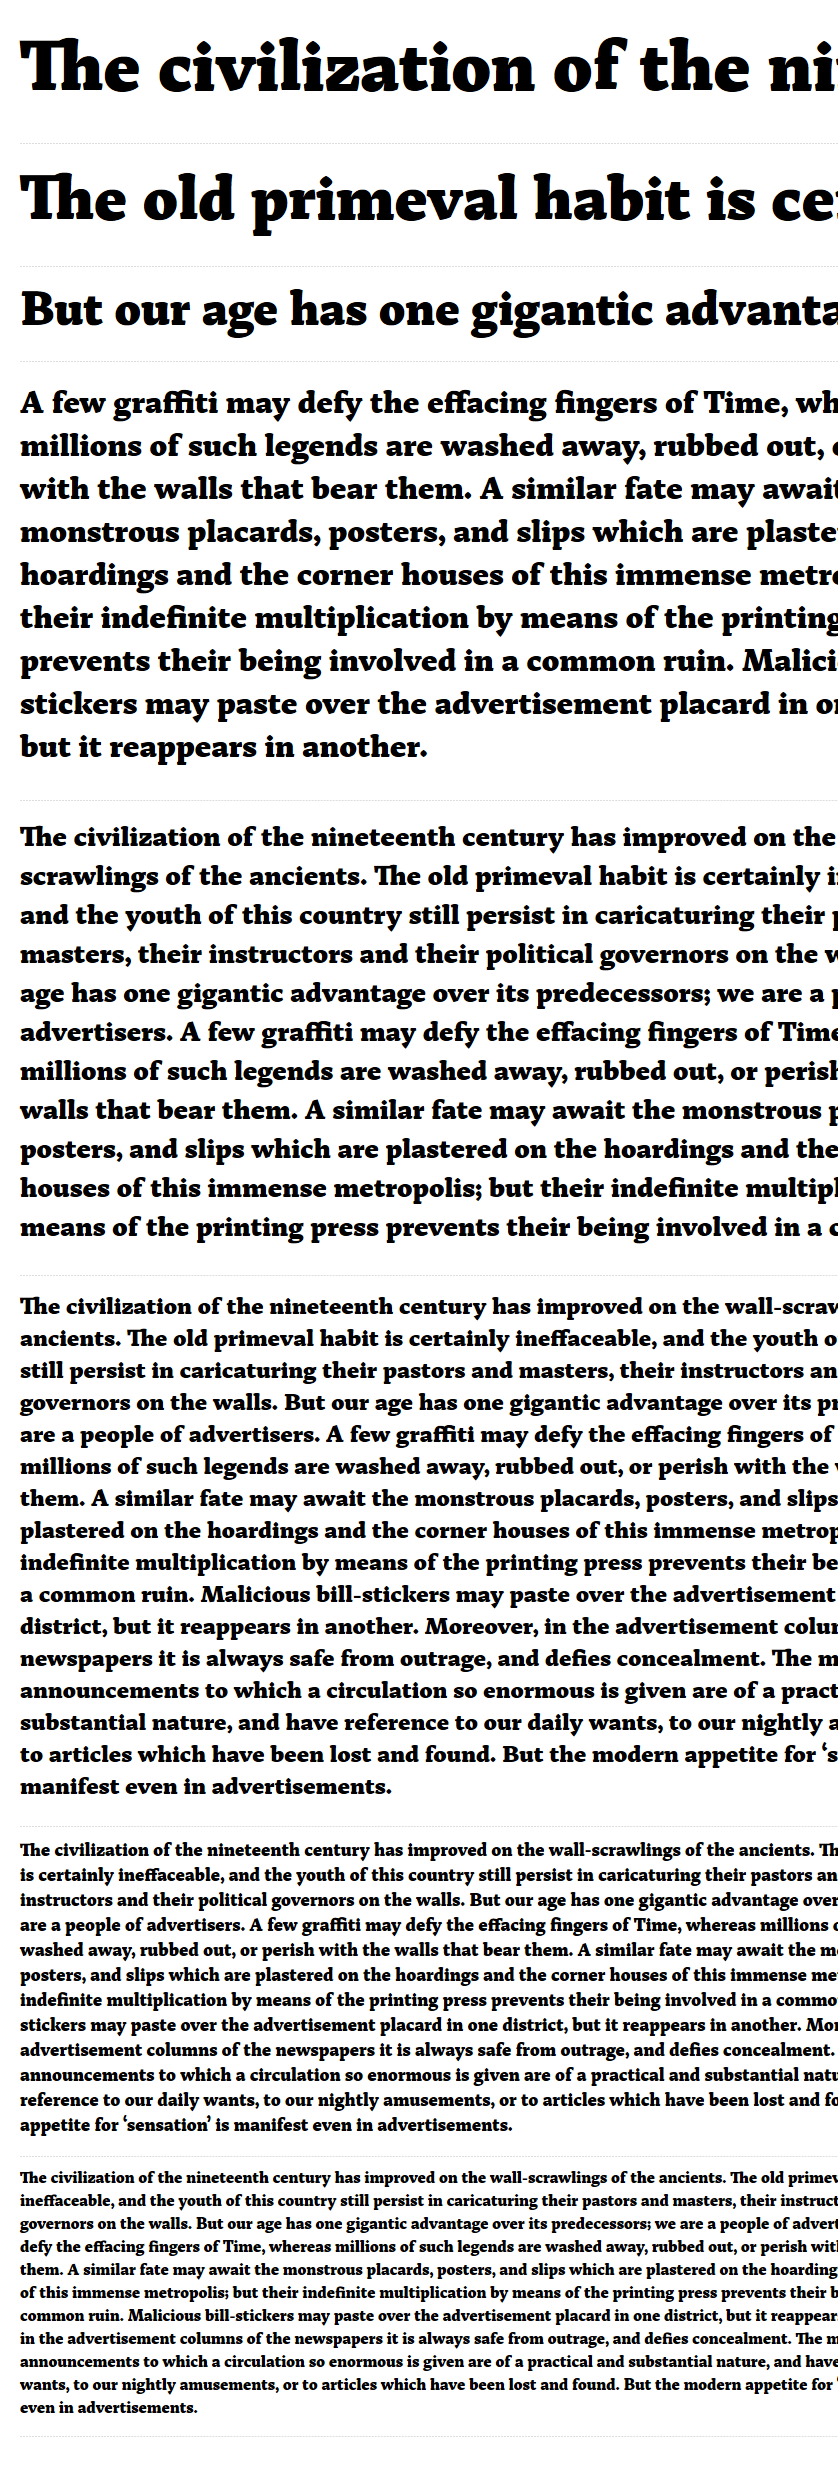 The civilization of the
The old primeval habit is
But our age has one gigantic
A few graffiti may defy the effacing fingers of Time,
millions of such legends are washed away, rubbed out,
with the walls that bear them. A similar fate may await
monstrous placards, posters, and slips which are
hoardings and the corner houses of this immense
their indefinite multiplication by means of the printing
prevents their being involved in a common ruin.
stickers may paste over the advertisement placard in
but it reappears in another.
The civilization of the nineteenth century has improved on the
scrawlings of the ancients. The old primeval habit is certainly
and the youth of this country still persist in caricaturing their
masters, their instructors and their political governors on the
age has one gigantic advantage over its predecessors; we are a
advertisers. A few graffiti may defy the effacing fingers of Time
millions of such legends are washed away, rubbed out, or perish
walls that bear them. A similar fate may await the monstrous
posters, and slips which are plastered on the hoardings and the
houses of this immense metropolis; but their indefinite
means of the printing press prevents their being involved in a
The civilization of the nineteenth century has improved on the
ancients. The old primeval habit is certainly ineffaceable, and the youth
still persist in caricaturing their pastors and masters, their instructors
governors on the walls. But our age has one gigantic advantage over its
are a people of advertisers. A few graffiti may defy the effacing fingers of
millions of such legends are washed away, rubbed out, or perish with the
them. A similar fate may await the monstrous placards, posters, and slips
plastered on the hoardings and the corner houses of this immense
indefinite multiplication by means of the printing press prevents their
a common ruin. Malicious bill-stickers may paste over the advertisement
district, but it reappears in another. Moreover, in the advertisement
newspapers it is always safe from outrage, and defies concealment. The
announcements to which a circulation so enormous is given are of a
substantial nature, and have reference to our daily wants, to our nightly
to articles which have been lost and found. But the modern appetite for
manifest even in advertisements.
The civilization of the nineteenth century has improved on the wall-scrawlings of the ancients.
is certainly ineffaceable, and the youth of this country still persist in caricaturing their pastors
instructors and their political governors on the walls. But our age has one gigantic advantage over
are a people of advertisers. A few graffiti may defy the effacing fingers of Time, whereas millions
washed away, rubbed out, or perish with the walls that bear them. A similar fate may await the
posters, and slips which are plastered on the hoardings and the corner houses of this immense
indefinite multiplication by means of the printing press prevents their being involved in a
stickers may paste over the advertisement placard in one district, but it reappears in another.
advertisement columns of the newspapers it is always safe from outrage, and defies concealment.
announcements to which a circulation so enormous is given are of a practical and substantial
reference to our daily wants, to our nightly amusements, or to articles which have been lost and
appetite for ‘sensation’ is manifest even in advertisements.
The civilization of the nineteenth century has improved on the wall-scrawlings of the ancients. The old
ineffaceable, and the youth of this country still persist in caricaturing their pastors and masters, their
governors on the walls. But our age has one gigantic advantage over its predecessors; we are a people of
defy the effacing fingers of Time, whereas millions of such legends are washed away, rubbed out, or perish
them. A similar fate may await the monstrous placards, posters, and slips which are plastered on the
of this immense metropolis; but their indefinite multiplication by means of the printing press prevents their
common ruin. Malicious bill-stickers may paste over the advertisement placard in one district, but it
in the advertisement columns of the newspapers it is always safe from outrage, and defies concealment. The
announcements to which a circulation so enormous is given are of a practical and substantial nature, and have
wants, to our nightly amusements, or to articles which have been lost and found. But the modern appetite for
even in advertisements.